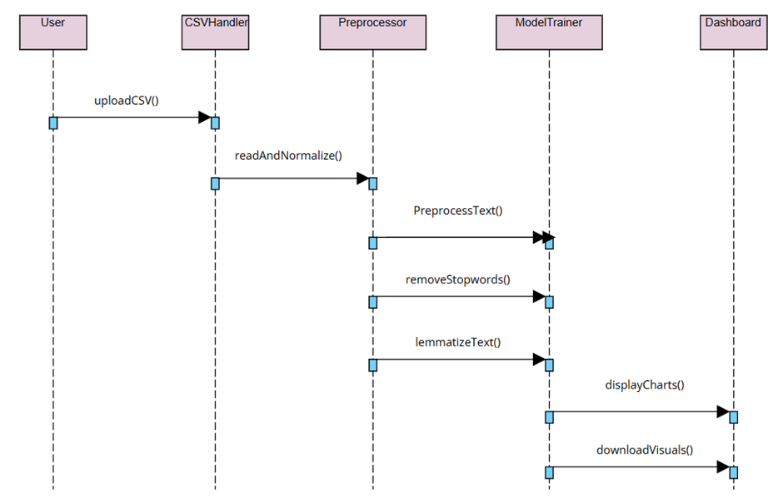 User
CSVHandler
Preprocessor
ModelTrainer
Dashboard
uploadCSV()
readAndNormalize()
PreprocessText()
removeStopwords()
lemmatizeText()
displayCharts()
downloadVisuals()